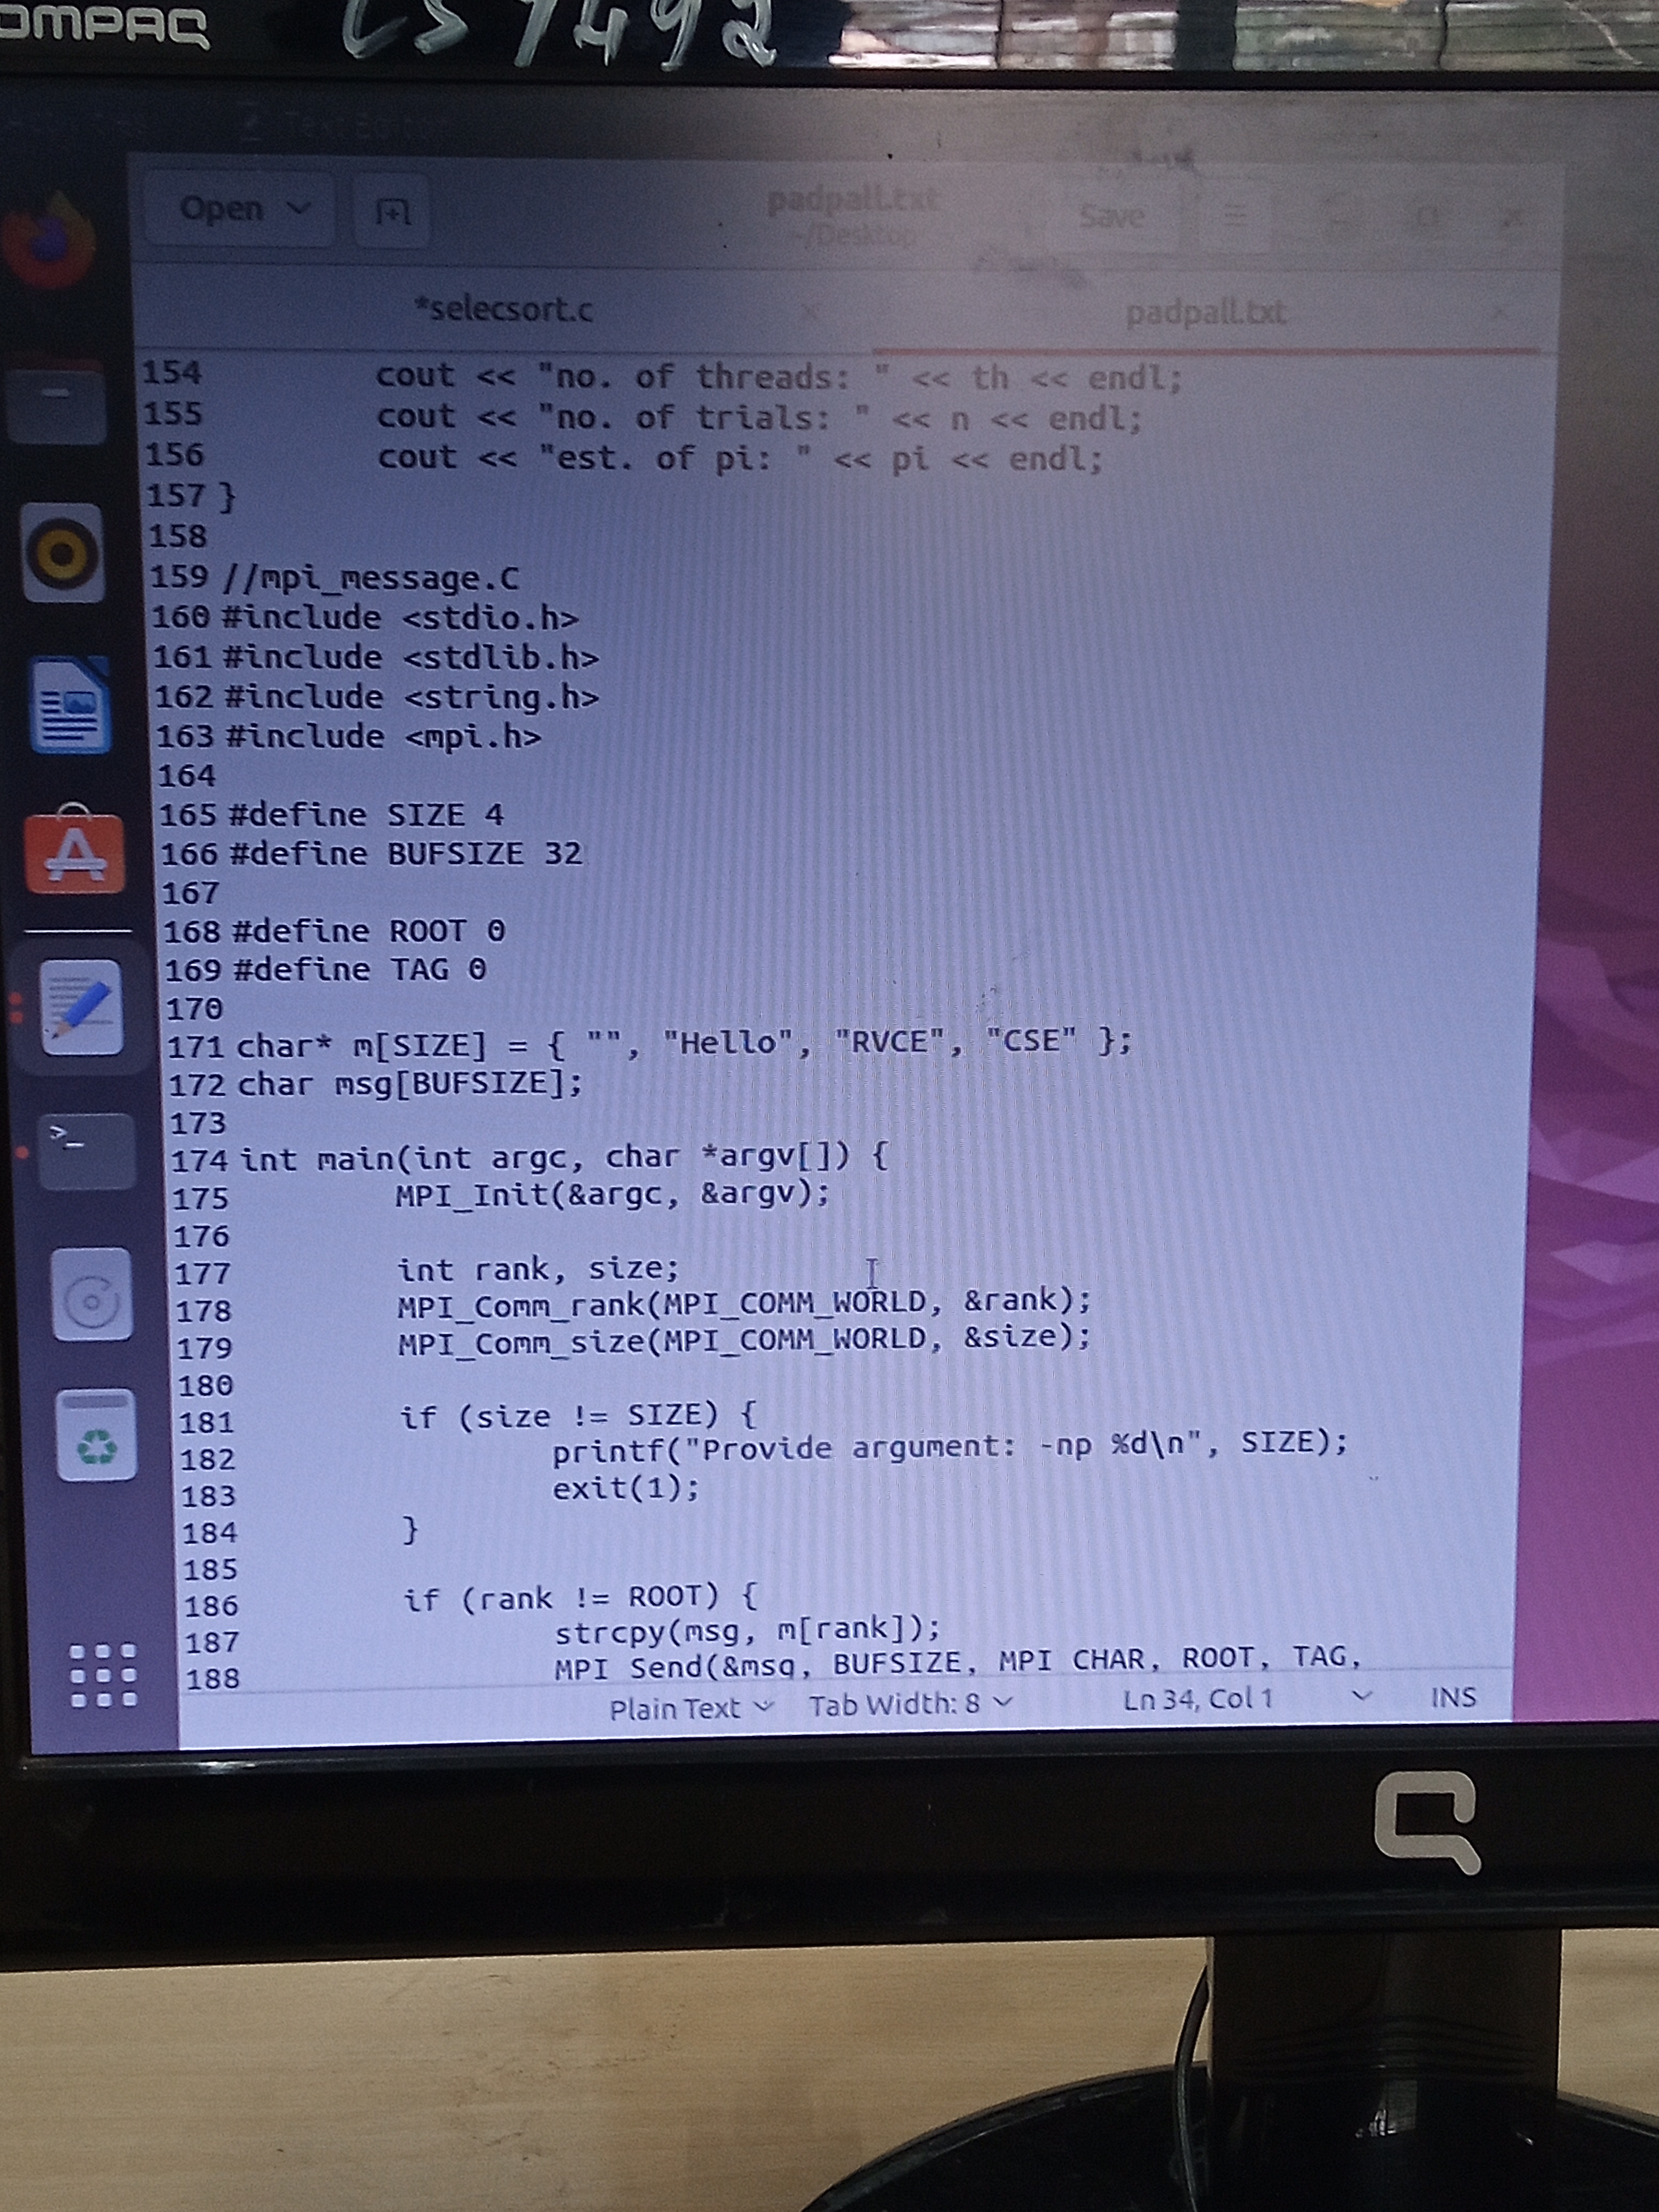 COMPAQ
CS 7492
Text Editor
Open
padpall.txt
~/Desktop
Save
*selecsort.c
padpall.txt
154 cout << "no. of threads: " << th << endl;
155 cout << "no. of trials: " << n << endl;
156 cout << "est. of pi: " << pi << endl;
157 }
158
159 //mpi_message.C
160 #include <stdio.h>
161 #include <stdlib.h>
162 #include <string.h>
163 #include <mpi.h>
164
165 #define SIZE 4
166 #define BUFSIZE 32
167
168 #define ROOT 0
169 #define TAG 0
170
171 char* m[SIZE] = { "", "Hello", "RVCE", "CSE" };
172 char msg[BUFSIZE];
173
174 int main(int argc, char *argv[]) {
175 MPI_Init(&argc, &argv);
176
177 int rank, size;
178 MPI_Comm_rank(MPI_COMM_WORLD, &rank);
179 MPI_Comm_size(MPI_COMM_WORLD, &size);
180
181 if (size != SIZE) {
182 printf("Provide argument: -np %d\n", SIZE);
183 exit(1);
184 }
185
186 if (rank != ROOT) {
187 strcpy(msg, m[rank]);
188 MPI_Send(&msg, BUFSIZE, MPI_CHAR, ROOT, TAG,
Plain Text Tab Width: 8 Ln 34, Col 1 INS